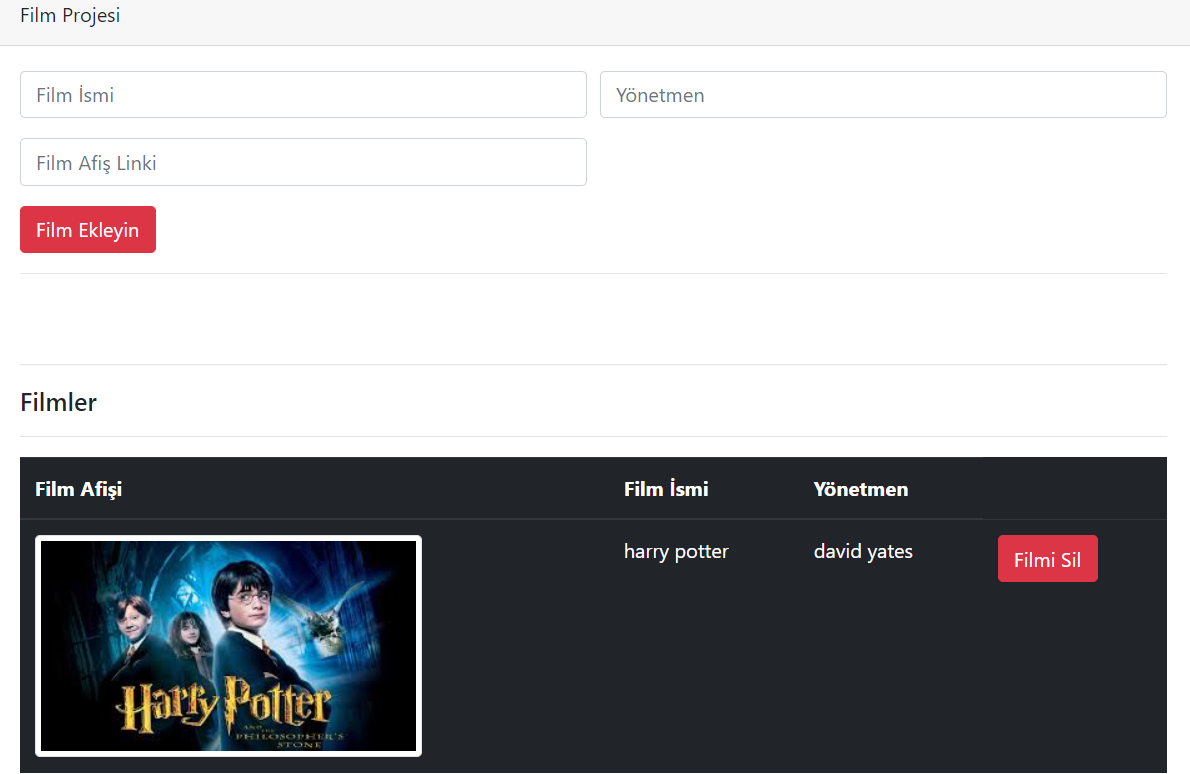 Film Projesi
Film İsmi
Yönetmen
Film Afiş Linki
Film Ekleyin
Filmler
Film Afişi Film İsmi Yönetmen
harry potter david yates Filmi Sil
Harry Potter
AND THE
PHILOSOPHER'S
STONE